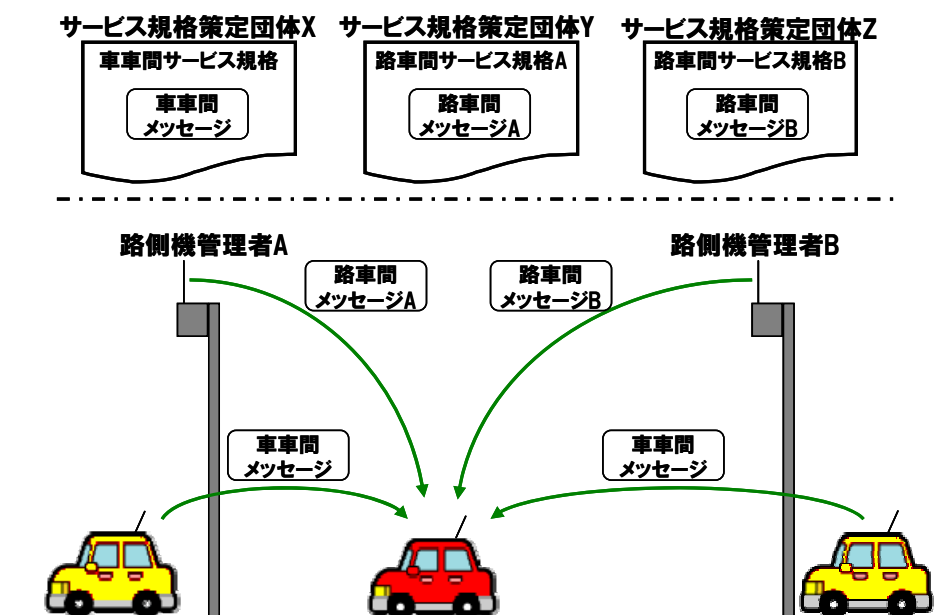 サービス規格策定団体X
サービス規格策定団体Y
サービス規格策定団体Z
車車間サービス規格
路車間サービス規格A
路車間サービス規格B
車車間
メッセージ
路車間
メッセージA
路車間
メッセージB
路側機管理者A
路側機管理者B
路車間
メッセージA
路車間
メッセージB
車車間
メッセージ
車車間
メッセージ